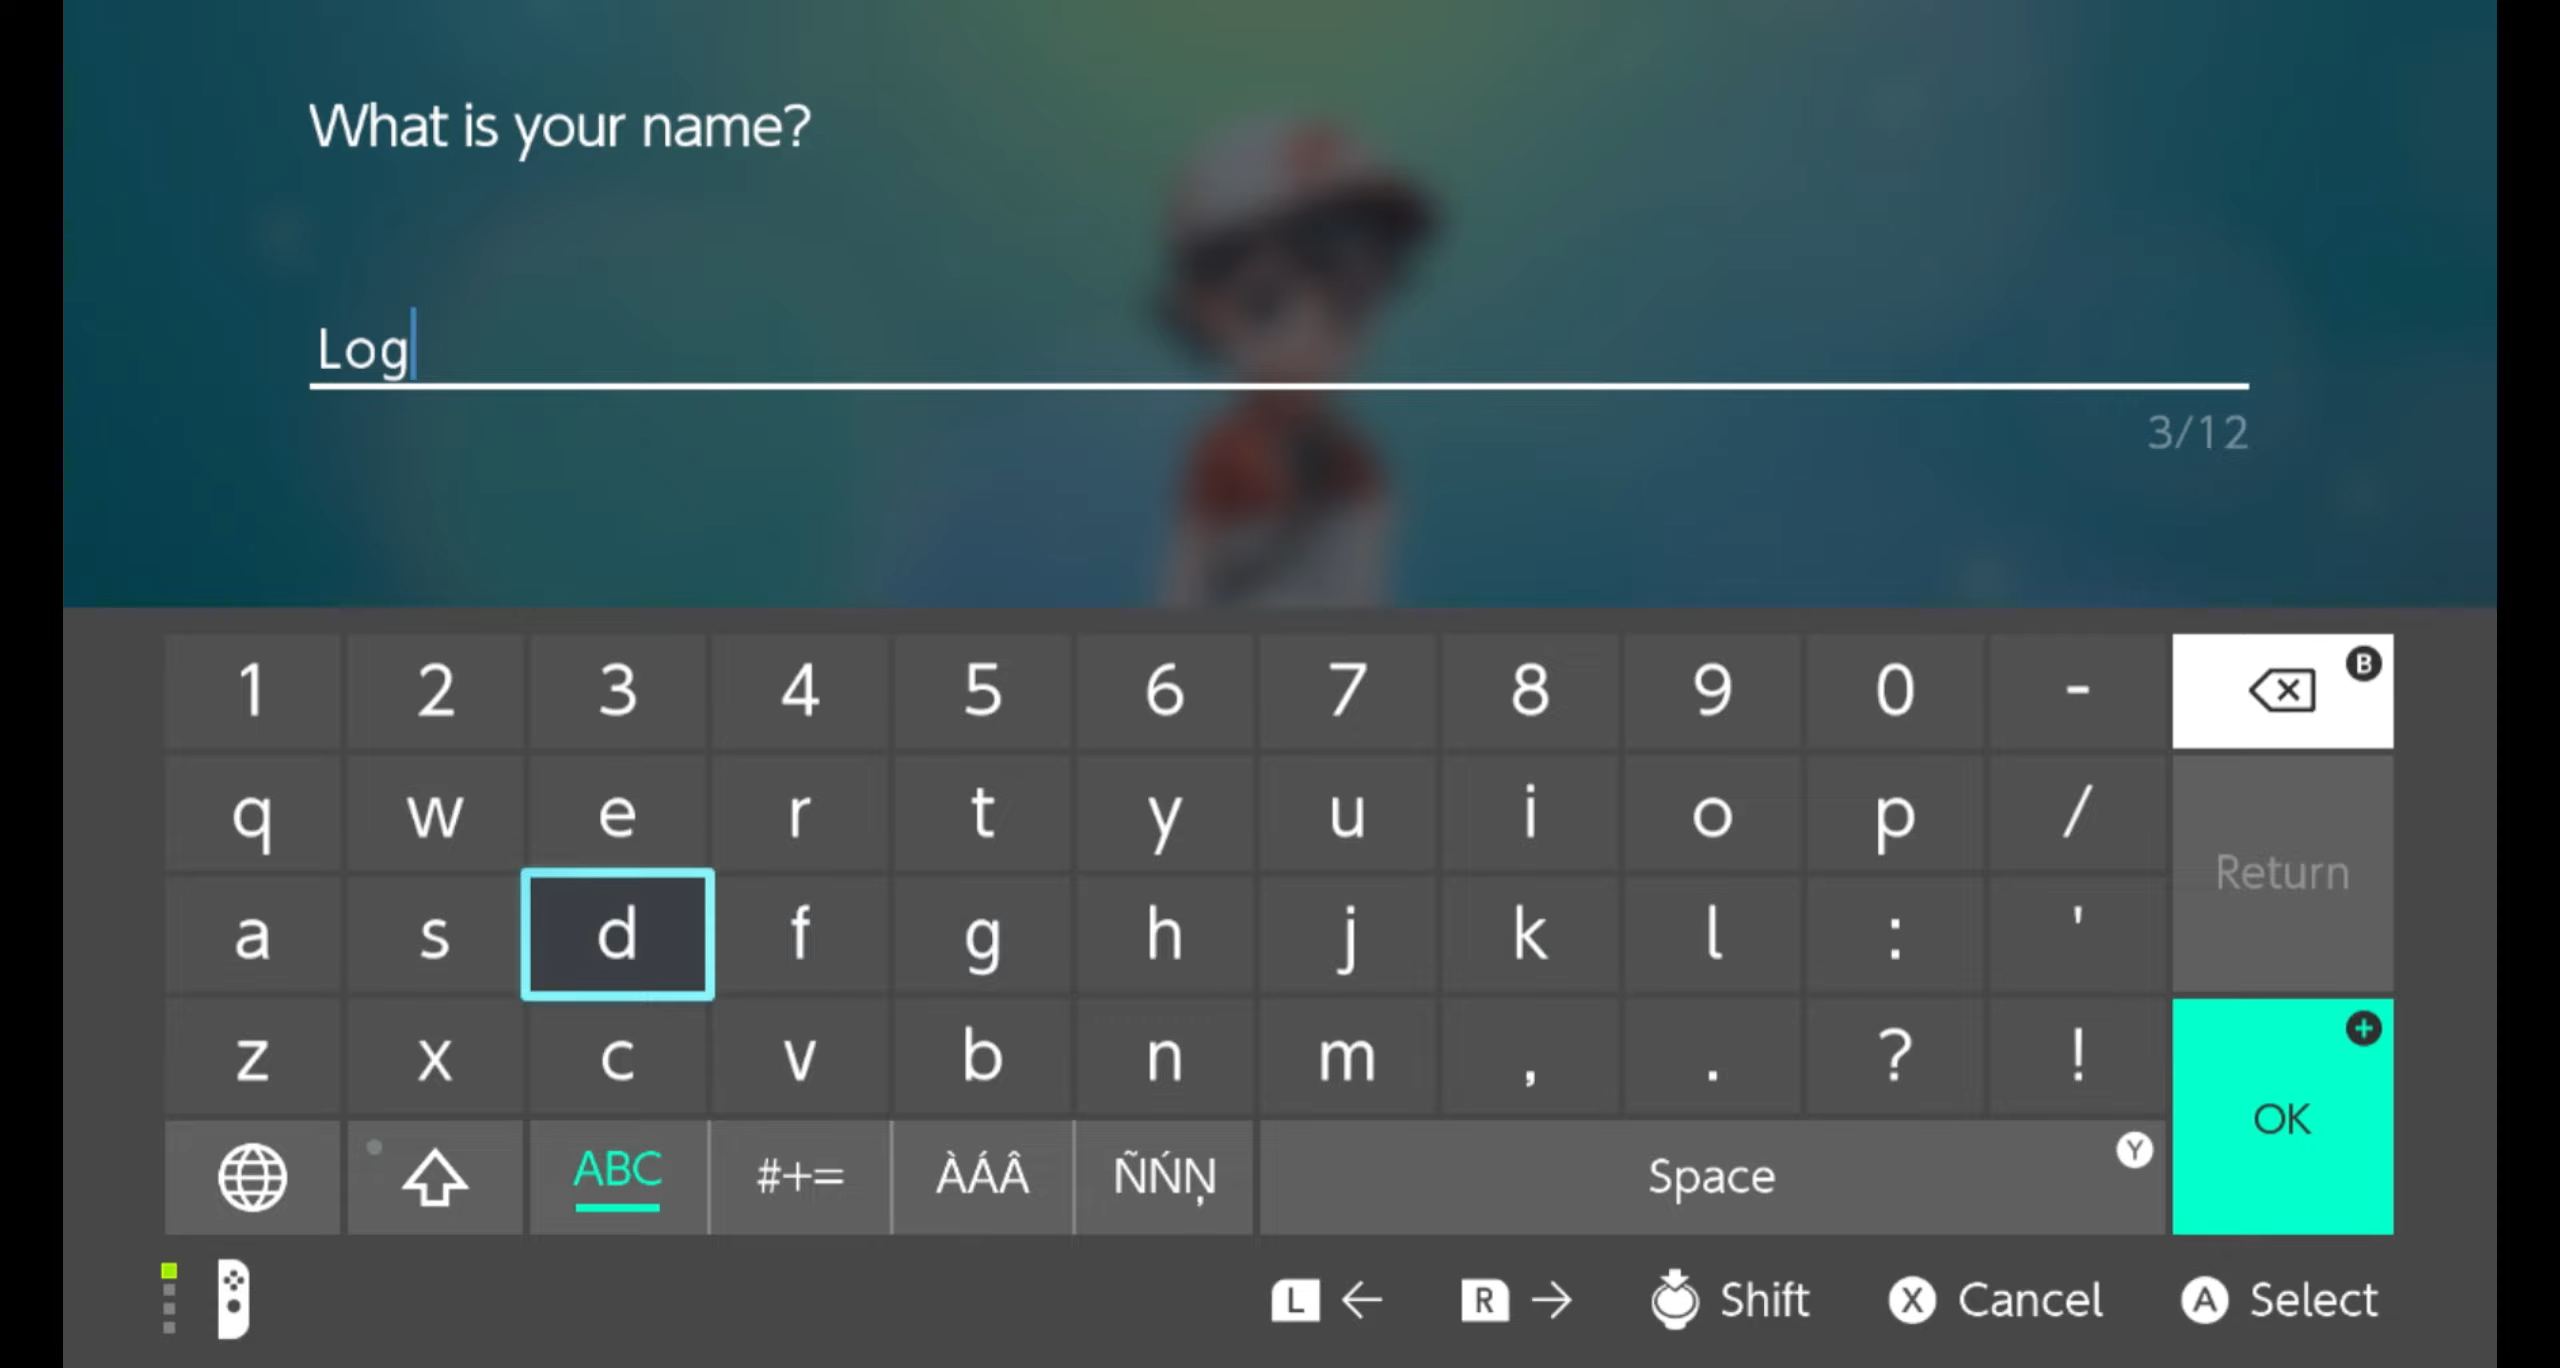 What is your name?
Log
3/12
1 2 3 4 5 6 7 8 9 0 - B
q w e r t y u i o p /
Return
a s d f g h j k l : '
z x c v b n m , . ? ! +
OK
ABC #+= ÀÁÂ ÑŃŅ Space Y
L ← R → Shift X Cancel A Select